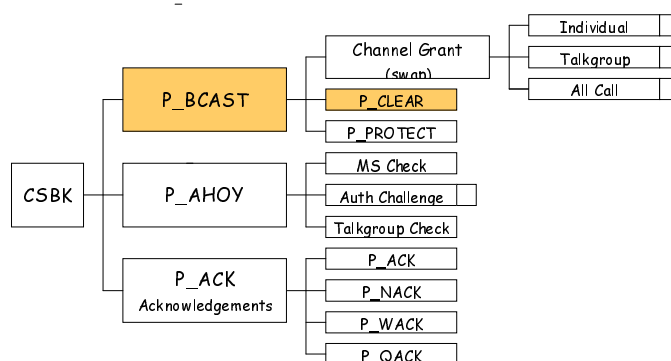 CSBK
P_BCAST
Channel Grant
(swap)
Individual
Talkgroup
All Call
P_CLEAR
P_PROTECT
P_AHOY
MS Check
Auth Challenge
Talkgroup Check
P_ACK
Acknowledgements
P_ACK
P_NACK
P_WACK
P_QACK